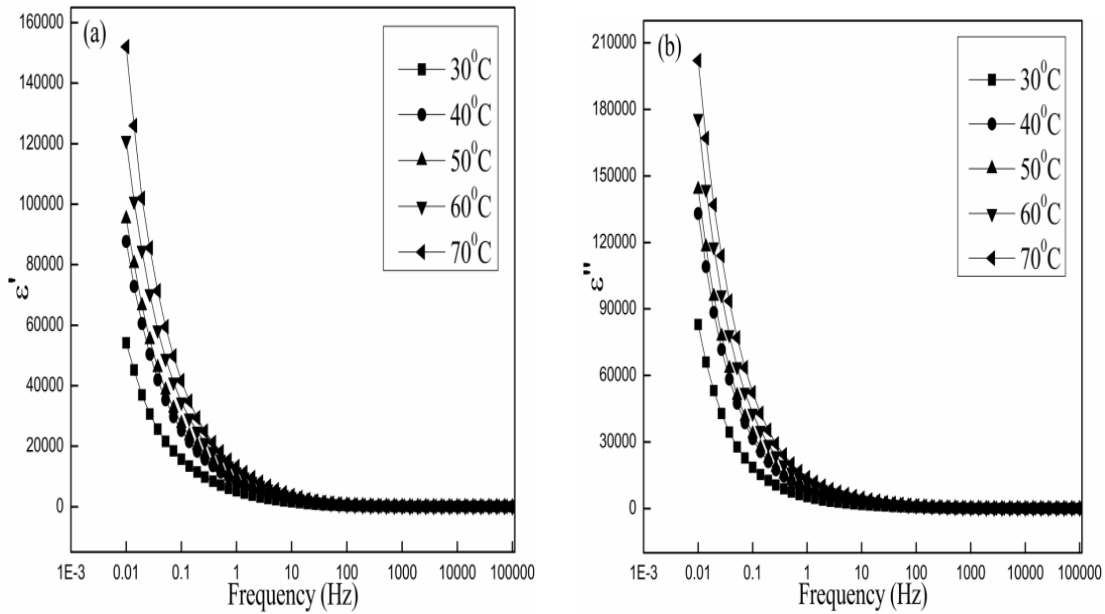 (a)
160000
140000
120000
100000
80000
60000
40000
20000
0
ε'
30⁰C
40⁰C
50⁰C
60⁰C
70⁰C
1E-3 0.01 0.1 1 10 100 1000 10000 100000
Frequency (Hz)
(b)
210000
180000
150000
120000
90000
60000
30000
0
ε"
30⁰C
40⁰C
50⁰C
60⁰C
70⁰C
1E-3 0.01 0.1 1 10 100 1000 10000 100000
Frequency (Hz)